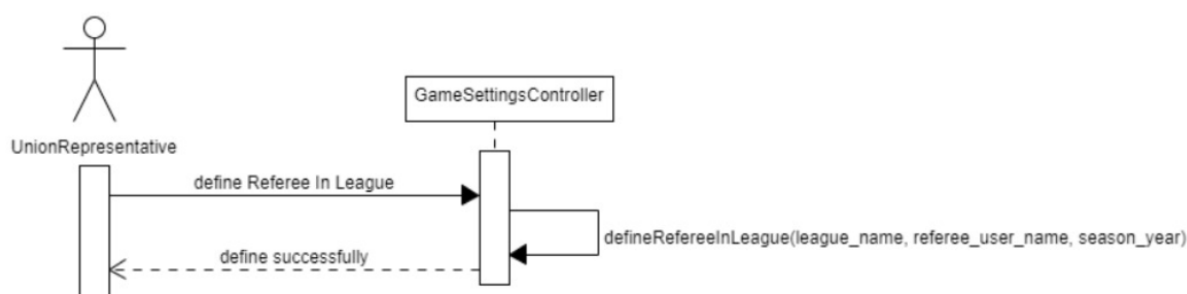 GameSettingsController
UnionRepresentative
define Referee In League
defineRefereeInLeague(league_name, referee_user_name, season_year)
define successfully